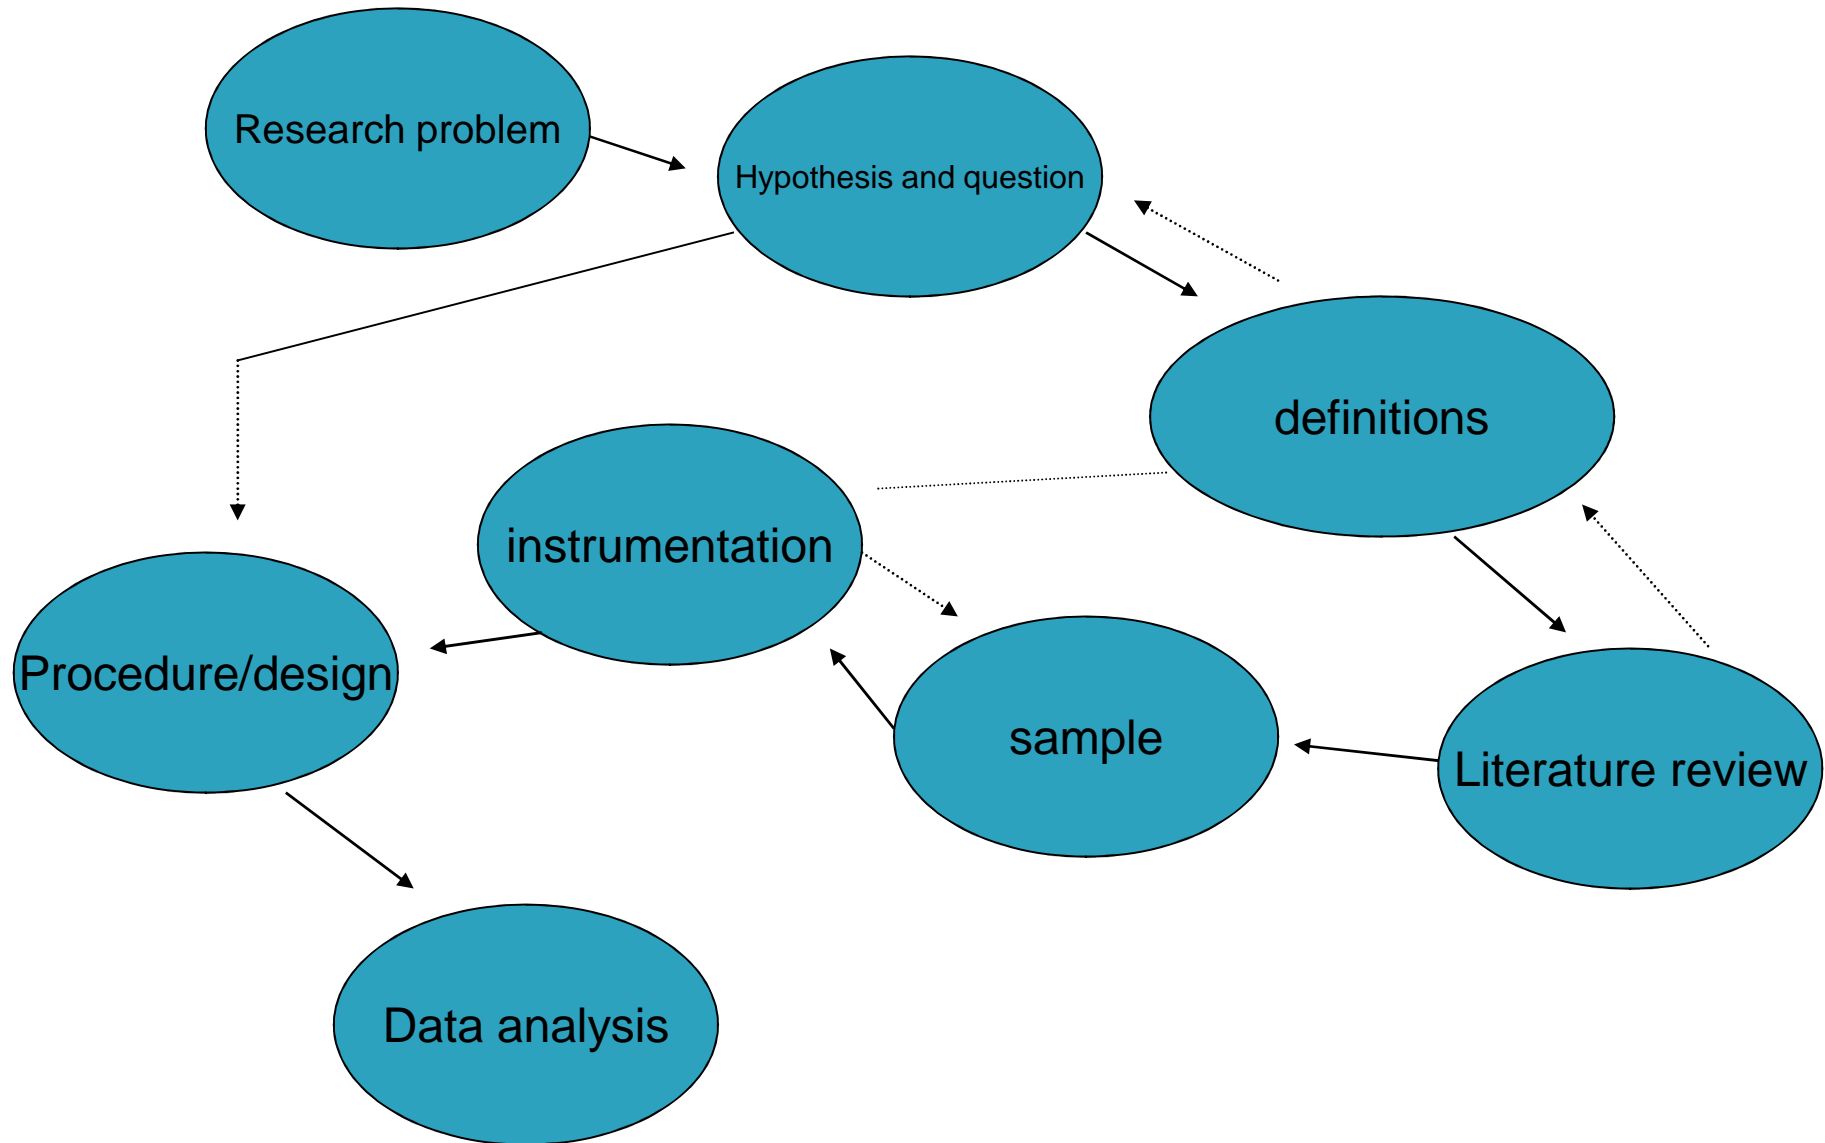 Research problem
Hypothesis and question
definitions
instrumentation
Procedure/design
sample
Literature review
Data analysis